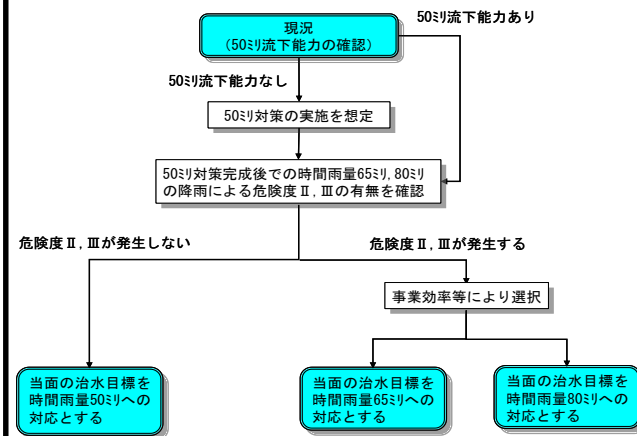 50ミリ流下能力あり
現況
(50ミリ流下能力の確認)
50ミリ流下能力なし
50ミリ対策の実施を想定
50ミリ対策完成後での時間雨量65ミリ,80ミリ
の降雨による危険度Ⅱ,Ⅲの有無を確認
危険度Ⅱ,Ⅲが発生しない
危険度Ⅱ,Ⅲが発生する
事業効率等により選択
当面の治水目標を
時間雨量50ミリへの
対応とする
当面の治水目標を
時間雨量65ミリへの
対応とする
当面の治水目標を
時間雨量80ミリへの
対応とする